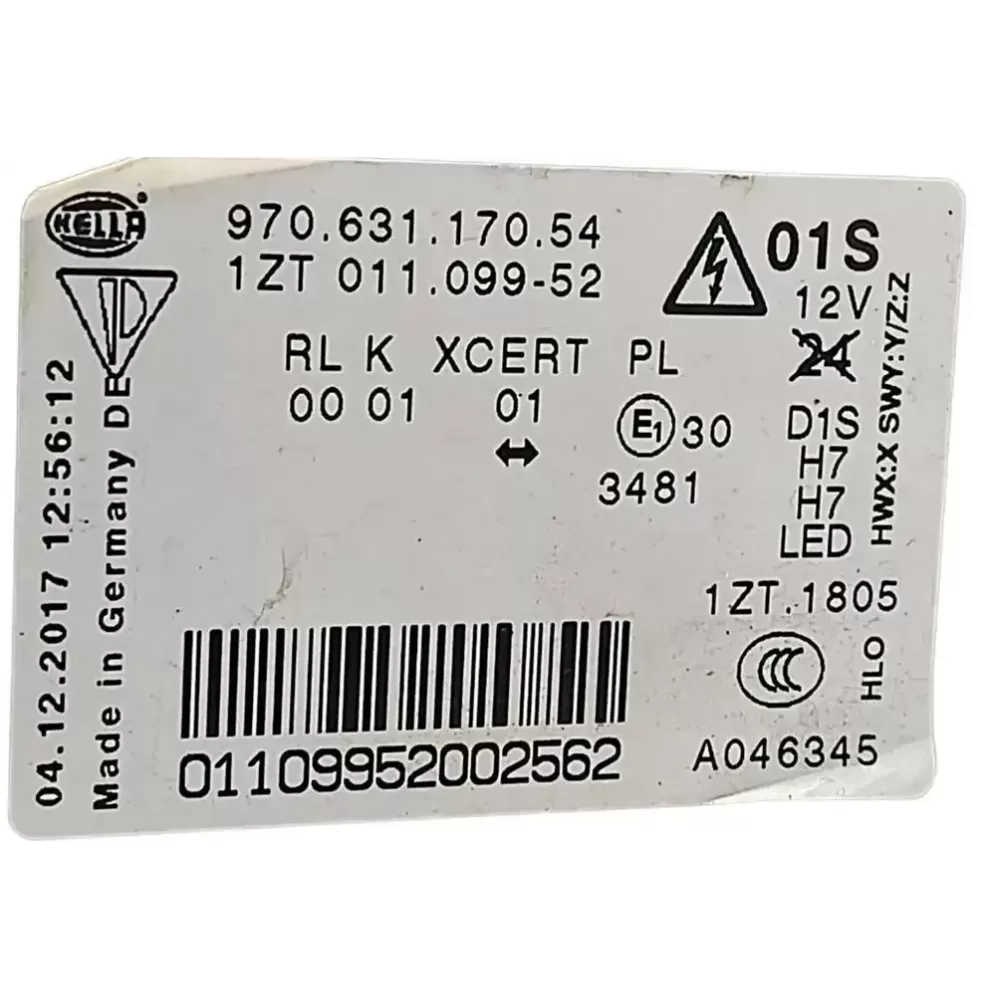 HELLA
970.631.170.54
1ZT 011.099-52
01S
12V
24
RL K XCERT PL
00 01 01
E1 30
3481
D1S
H7
H7
LED
HWX:X SWY:Y/Z:Z
1ZT.1805
CCC
HLO
A046345
04.12.2017 12:56:12
Made in Germany DE
ID
01109952002562